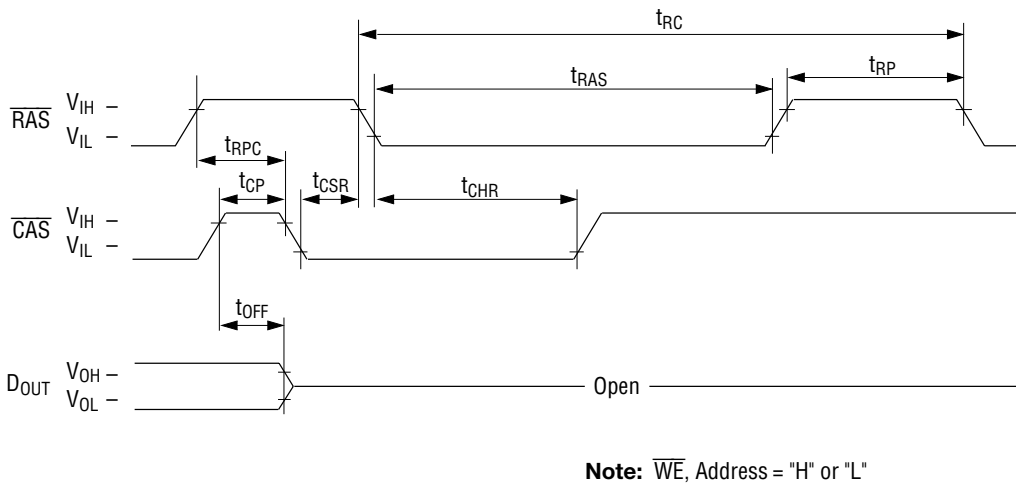 tRC
tRAS
tRP
RAS
VIH –
VIL –
tRPC
tCP
tCSR
tCHR
CAS
VIH –
VIL –
tOFF
DOUT
VOH –
VOL –
Open
Note: WE, Address = "H" or "L"